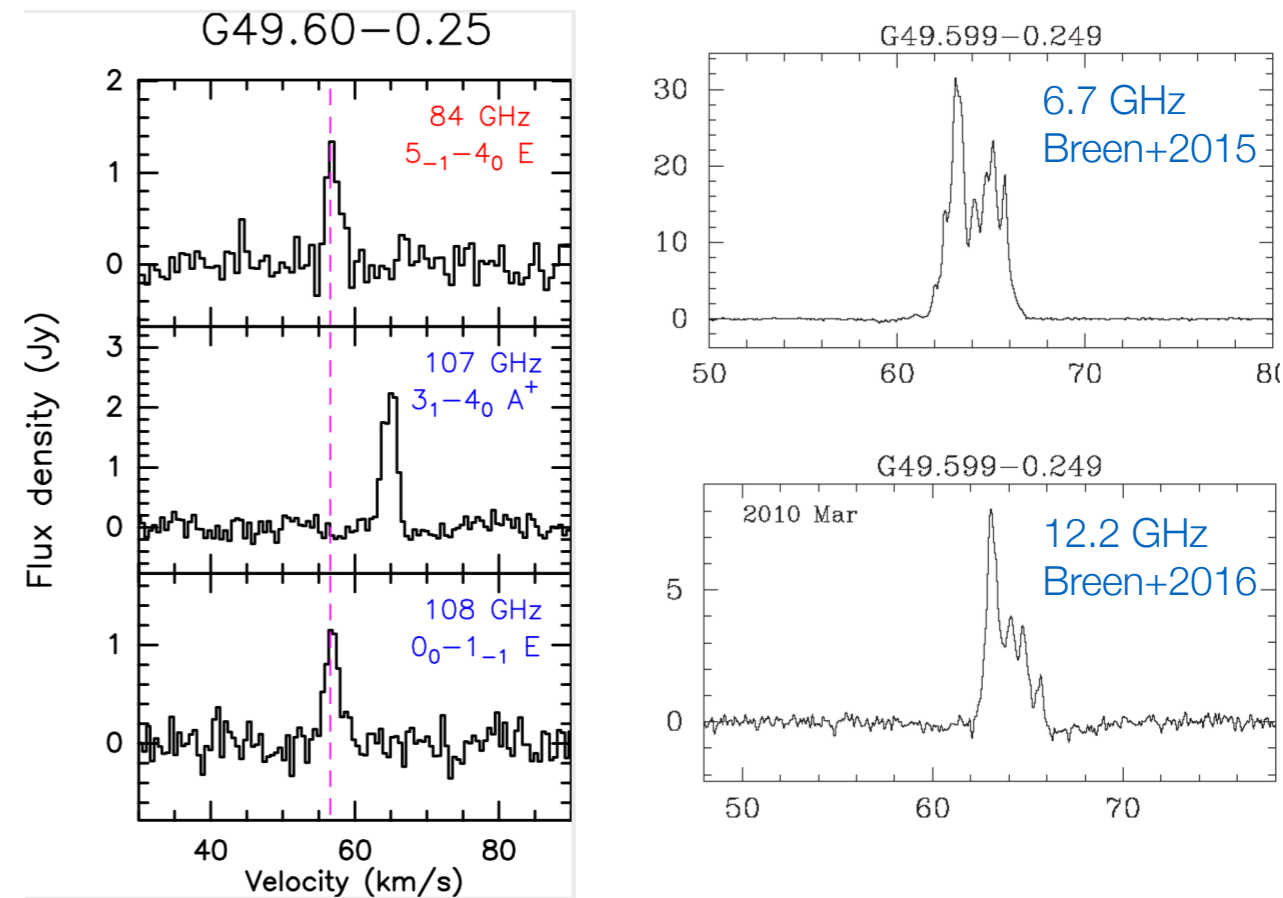 G49.60−0.25
Flux density (Jy)
2
1
0
84 GHz
5₋₁−4₀ E
3
2
1
0
107 GHz
3₁−4₀ A⁺
1
0
108 GHz
0₀−1₋₁ E
40 60 80
Velocity (km/s)
G49.599−0.249
30
20
10
0
6.7 GHz
Breen+2015
50 60 70 80
G49.599−0.249
2010 Mar
5
0
12.2 GHz
Breen+2016
50 60 70